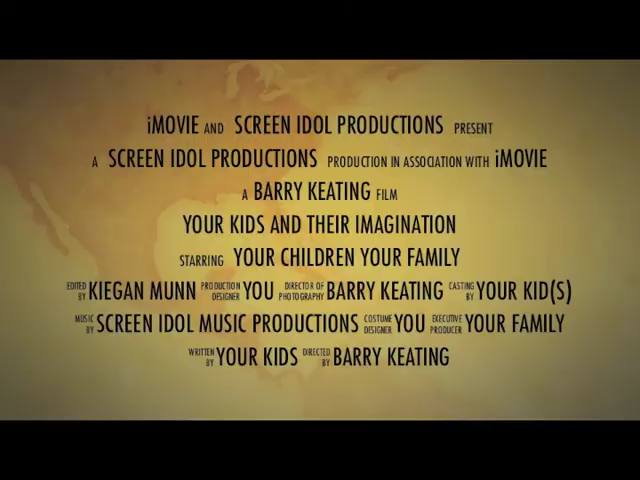 iMOVIE AND SCREEN IDOL PRODUCTIONS PRESENT
A SCREEN IDOL PRODUCTIONS PRODUCTION IN ASSOCIATION WITH iMOVIE
A BARRY KEATING FILM
YOUR KIDS AND THEIR IMAGINATION
STARRING YOUR CHILDREN YOUR FAMILY
EDITED BY KIEGAN MUNN PRODUCTION DESIGNER YOU DIRECTOR OF PHOTOGRAPHY BARRY KEATING CASTING BY YOUR KID(S)
MUSIC BY SCREEN IDOL MUSIC PRODUCTIONS COSTUME DESIGNER YOU EXECUTIVE PRODUCER YOUR FAMILY
WRITTEN BY YOUR KIDS DIRECTED BY BARRY KEATING